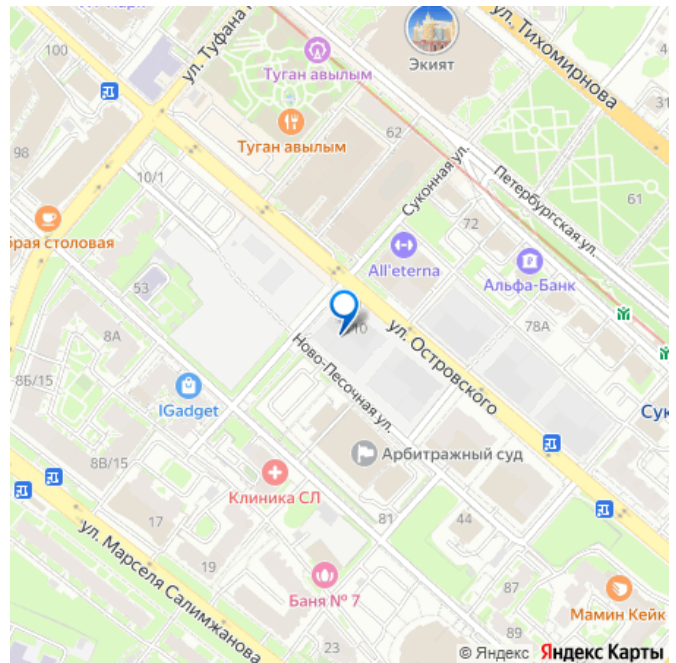 100
ул. Туфана
Туган авылым
Экият
ул. Тихомирнова
31
Туган авылым
62
98
10/1
Суконная ул.
Петербургская ул.
61
72
брая столовая
All'eterna
Альфа-Банк
53
78А
10
8А
ул. Островского
Ново-Песочная ул.
8Б/15
IGadget
Сук
Арбитражный суд
8В/15
Клиника СЛ
17
81
44
ул. Марселя Салимжанова
19
Баня № 7
87
Мамин Кейк
89
23
© Яндекс Яндекс Карты